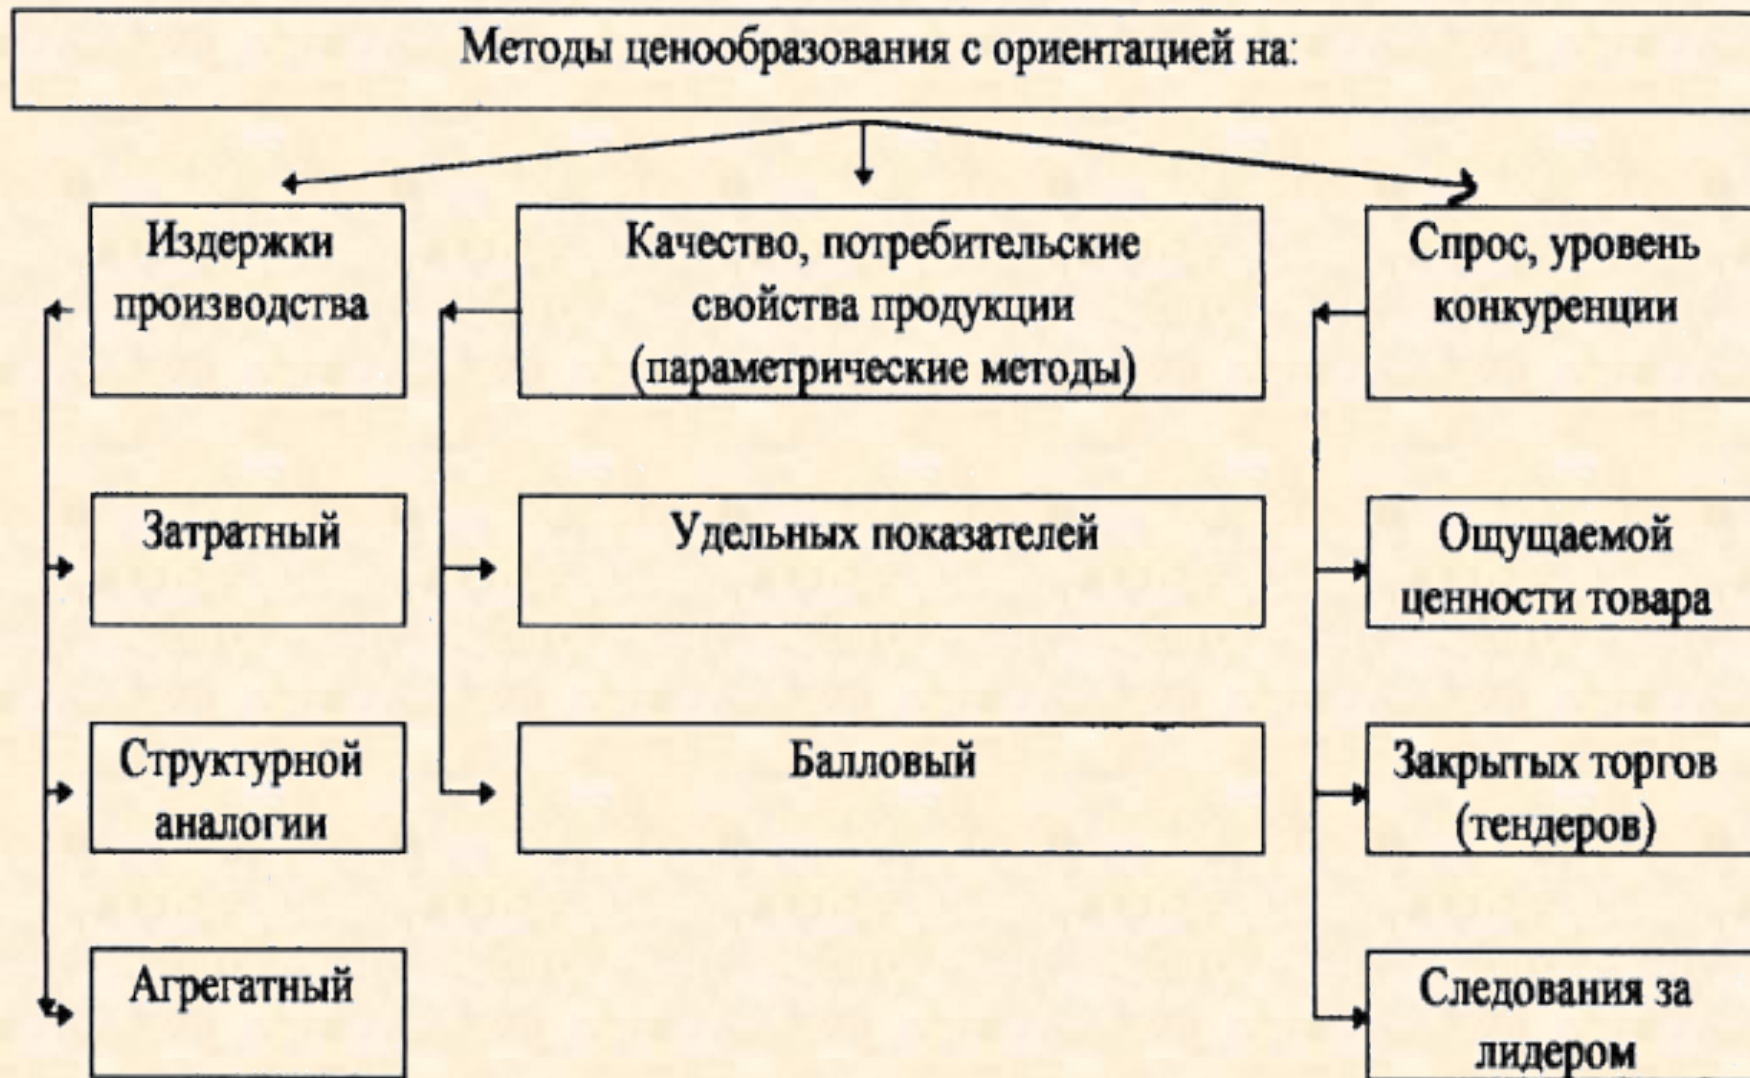 Методы ценообразования с ориентацией на:
Издержки
производства
Качество, потребительские
свойства продукции
(параметрические методы)
Спрос, уровень
конкуренции
Затратный
Удельных показателей
Ощущаемой
ценности товара
Структурной
аналогии
Балловый
Закрытых торгов
(тендеров)
Агрегатный
Следования за
лидером